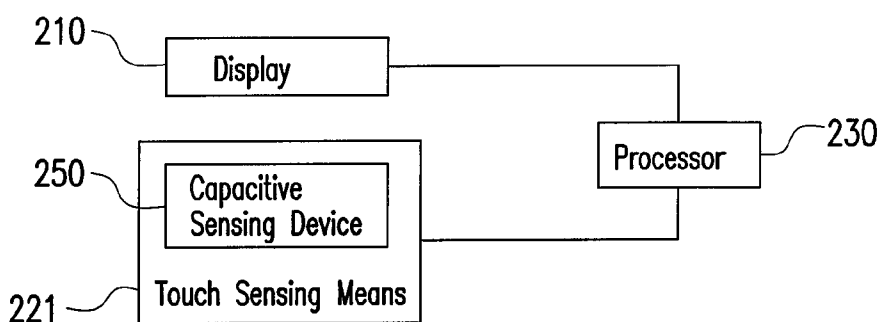 210
Display
230
Processor
250
Capacitive
Sensing Device
221
Touch Sensing Means